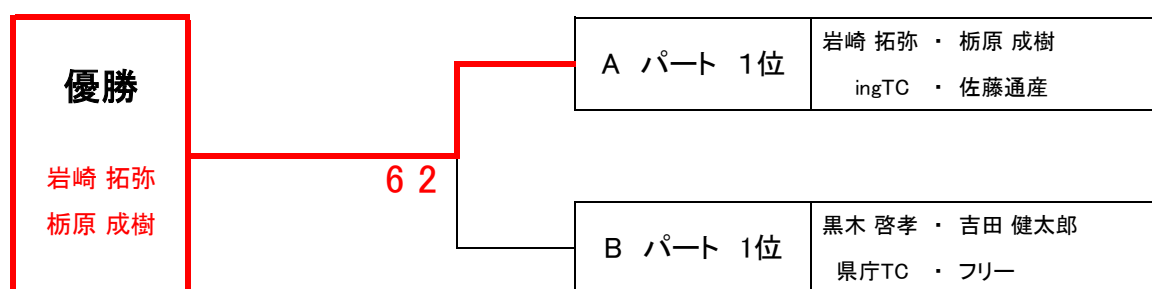 優勝
岩崎 拓弥
栃原 成樹
6 2
A パート 1位
岩崎 拓弥 ・ 栃原 成樹
ingTC ・ 佐藤通産
B パート 1位
黒木 啓孝 ・ 吉田 健太郎
県庁TC ・ フリー